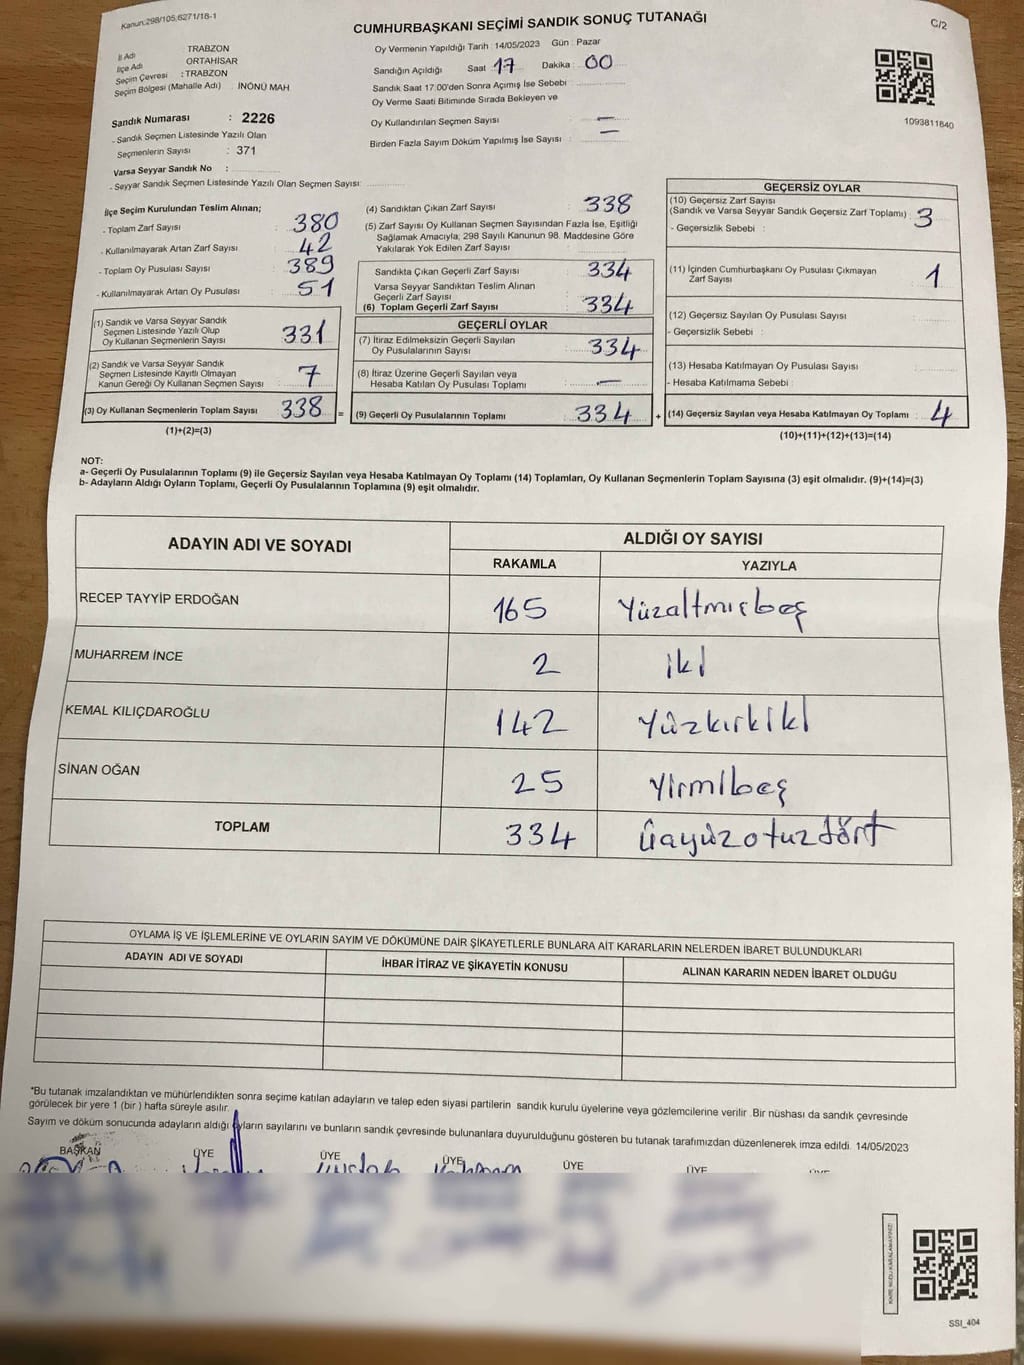 Kanun.298/105,6271/18-1
CUMHURBAŞKANI SEÇİMİ SANDIK SONUÇ TUTANAĞI
C/2
İl Adı TRABZON
İlçe Adı ORTAHİSAR
Seçim Çevresi : TRABZON
Seçim Bölgesi (Mahalle Adı) İNÖNÜ MAH
Sandık Numarası : 2226
- Sandık Seçmen Listesinde Yazılı Olan
Seçmenlerin Sayısı : 371
Varsa Seyyar Sandık No :
- Seyyar Sandık Seçmen Listesinde Yazılı Olan Seçmen Sayısı:
Oy Vermenin Yapıldığı Tarih : 14/05/2023 Gün : Pazar
Sandığın Açıldığı Saat 17 Dakika : 00
Sandık Saat 17.00'den Sonra Açımış İse Sebebi :
Oy Verme Saati Bitiminde Sırada Bekleyen ve
Oy Kullandırılan Seçmen Sayısı : —
Birden Fazla Sayım Döküm Yapılmış İse Sayısı : —
1093811840
İlçe Seçim Kurulundan Teslim Alınan;
- Toplam Zarf Sayısı : 380
- Kullanılmayarak Artan Zarf Sayısı : 42
- Toplam Oy Pusulası Sayısı : 389
- Kullanılmayarak Artan Oy Pusulası : 51
(1) Sandık ve Varsa Seyyar Sandık
Seçmen Listesinde Yazılı Olup
Oy Kullanan Seçmenlerin Sayısı : 331
(2) Sandık ve Varsa Seyyar Sandık
Seçmen Listesinde Kayıtlı Olmayan
Kanun Gereği Oy Kullanan Seçmen Sayısı : 7
(3) Oy Kullanan Seçmenlerin Toplam Sayısı : 338 =
(1)+(2)=(3)
(4) Sandıktan Çıkan Zarf Sayısı : 338
(5) Zarf Sayısı Oy Kullanan Seçmen Sayısından Fazla İse, Eşitliği
Sağlamak Amacıyla; 298 Sayılı Kanunun 98. Maddesine Göre
Yakılarak Yok Edilen Zarf Sayısı :
Sandıkta Çıkan Geçerli Zarf Sayısı : 334
Varsa Seyyar Sandıktan Teslim Alınan
Geçerli Zarf Sayısı
(6) Toplam Geçerli Zarf Sayısı : 334
GEÇERLİ OYLAR
(7) İtiraz Edilmeksizin Geçerli Sayılan
Oy Pusulalarının Sayısı : 334
(8) İtiraz Üzerine Geçerli Sayılan veya
Hesaba Katılan Oy Pusulası Toplamı : —
(9) Geçerli Oy Pusulalarının Toplamı : 334 +
GEÇERSİZ OYLAR
(10) Geçersiz Zarf Sayısı
(Sandık ve Varsa Seyyar Sandık Geçersiz Zarf Toplamı) : 3
- Geçersizlik Sebebi :
(11) İçinden Cumhurbaşkanı Oy Pusulası Çıkmayan
Zarf Sayısı : 1
(12) Geçersiz Sayılan Oy Pusulası Sayısı :
- Geçersizlik Sebebi :
(13) Hesaba Katılmayan Oy Pusulası Sayısı :
- Hesaba Katılmama Sebebi :
(14) Geçersiz Sayılan veya Hesaba Katılmayan Oy Toplamı : 4
(10)+(11)+(12)+(13)=(14)
NOT:
a- Geçerli Oy Pusulalarının Toplamı (9) ile Geçersiz Sayılan veya Hesaba Katılmayan Oy Toplamı (14) Toplamları, Oy Kullanan Seçmenlerin Toplam Sayısına (3) eşit olmalıdır. (9)+(14)=(3)
b- Adayların Aldığı Oyların Toplamı, Geçerli Oy Pusulalarının Toplamına (9) eşit olmalıdır.
ADAYIN ADI VE SOYADI ALDIĞI OY SAYISI
RAKAMLA YAZIYLA
RECEP TAYYİP ERDOĞAN 165 Yüzaltmışbeş
MUHARREM İNCE 2 iki
KEMAL KILIÇDAROĞLU 142 Yüzkırkiki
SİNAN OĞAN 25 Yirmibeş
TOPLAM 334 Üçyüzotuzdört
OYLAMA İŞ VE İŞLEMLERİNE VE OYLARIN SAYIM VE DÖKÜMÜNE DAİR ŞİKAYETLERLE BUNLARA AİT KARARLARIN NELERDEN İBARET BULUNDUKLARI
ADAYIN ADI VE SOYADI İHBAR İTİRAZ VE ŞİKAYETİN KONUSU ALINAN KARARIN NEDEN İBARET OLDUĞU
*Bu tutanak imzalandıktan ve mühürlendikten sonra seçime katılan adayların ve talep eden siyasi partilerin sandık kurulu üyelerine veya gözlemcilerine verilir. Bir nüshası da sandık çevresinde
görülecek bir yere 1 (bir ) hafta süreyle asılır.
Sayım ve döküm sonucunda adayların aldığı oyların sayılarını ve bunların sandık çevresinde bulunanlara duyurulduğunu gösteren bu tutanak tarafımızdan düzenlenerek imza edildi. 14/05/2023
BAŞKAN ÜYE ÜYE ÜYE ÜYE ÜYE
SSI_404